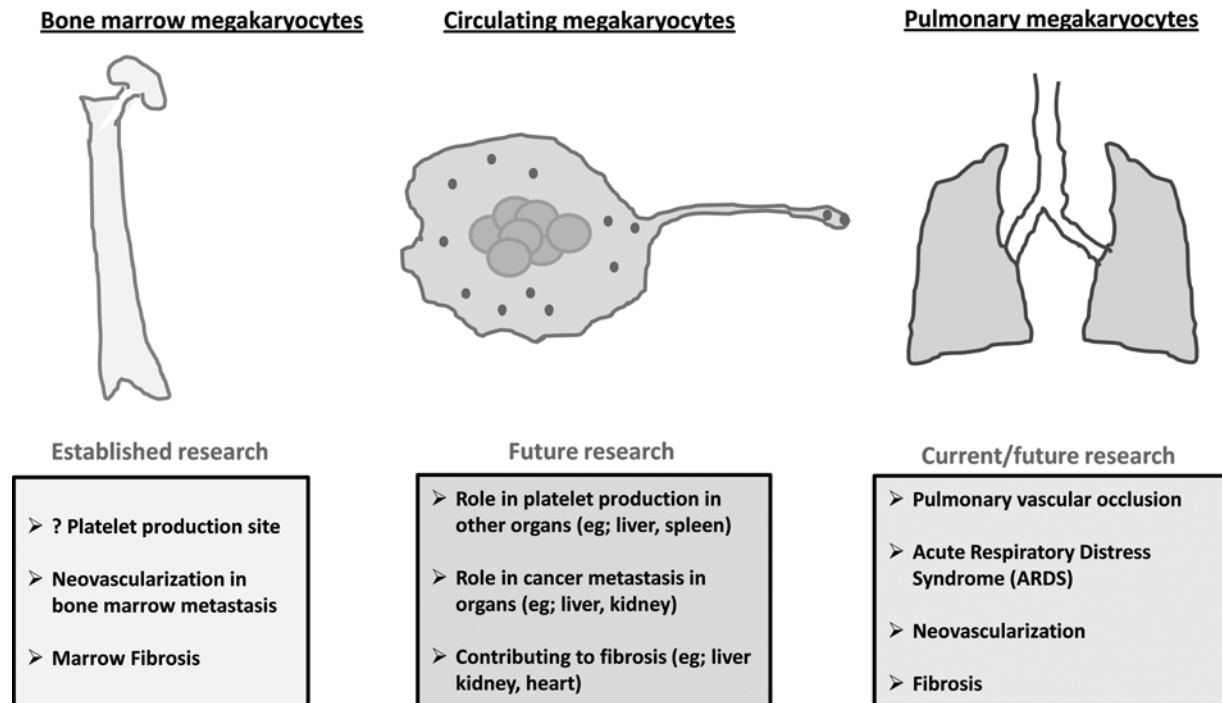 Bone marrow megakaryocytes
Circulating megakaryocytes
Pulmonary megakaryocytes
Established research
➢ ? Platelet production site
➢ Neovascularization in
bone marrow metastasis
➢ Marrow Fibrosis
Future research
➢ Role in platelet production in
other organs (eg; liver, spleen)
➢ Role in cancer metastasis in
organs (eg; liver, kidney)
➢ Contributing to fibrosis (eg; liver
kidney, heart)
Current/future research
➢ Pulmonary vascular occlusion
➢ Acute Respiratory Distress
Syndrome (ARDS)
➢ Neovascularization
➢ Fibrosis